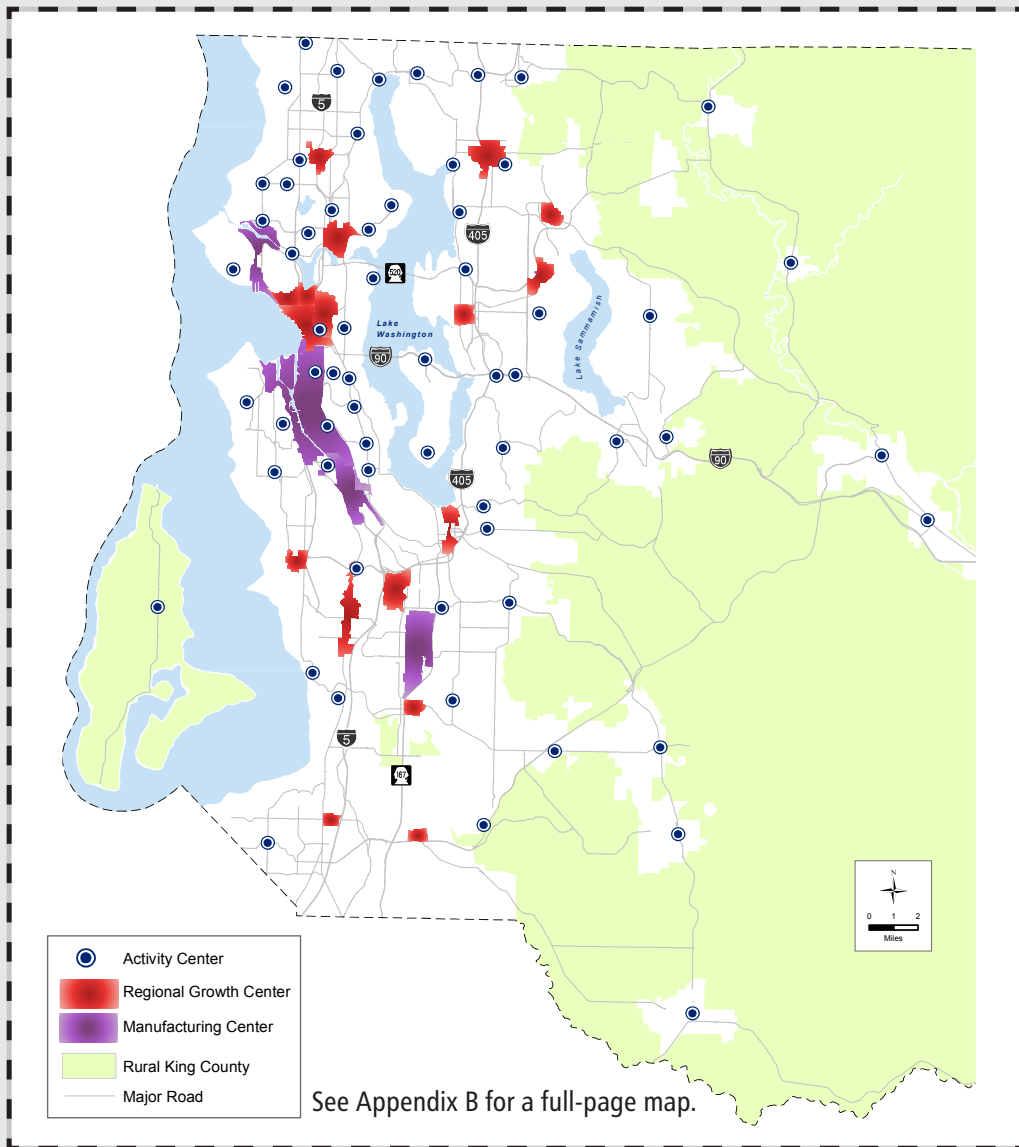 5
405
520
Lake
Washington
Lake Sammamish
90
90
405
5
167
N
0 1 2
Miles
Activity Center
Regional Growth Center
Manufacturing Center
Rural King County
Major Road
See Appendix B for a full-page map.